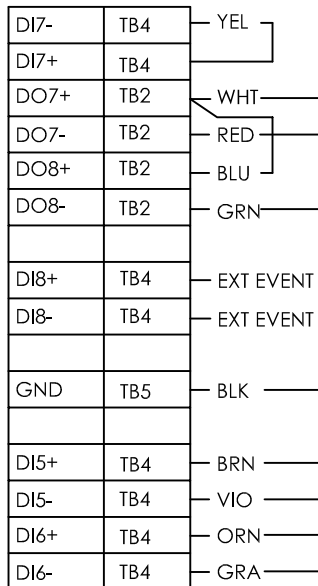 DI7- TB4 YEL
DI7+ TB4
DO7+ TB2 WHT
DO7- TB2 RED
DO8+ TB2 BLU
DO8- TB2 GRN
DI8+ TB4 EXT EVENT
DI8- TB4 EXT EVENT
GND TB5 BLK
DI5+ TB4 BRN
DI5- TB4 VIO
DI6+ TB4 ORN
DI6- TB4 GRA